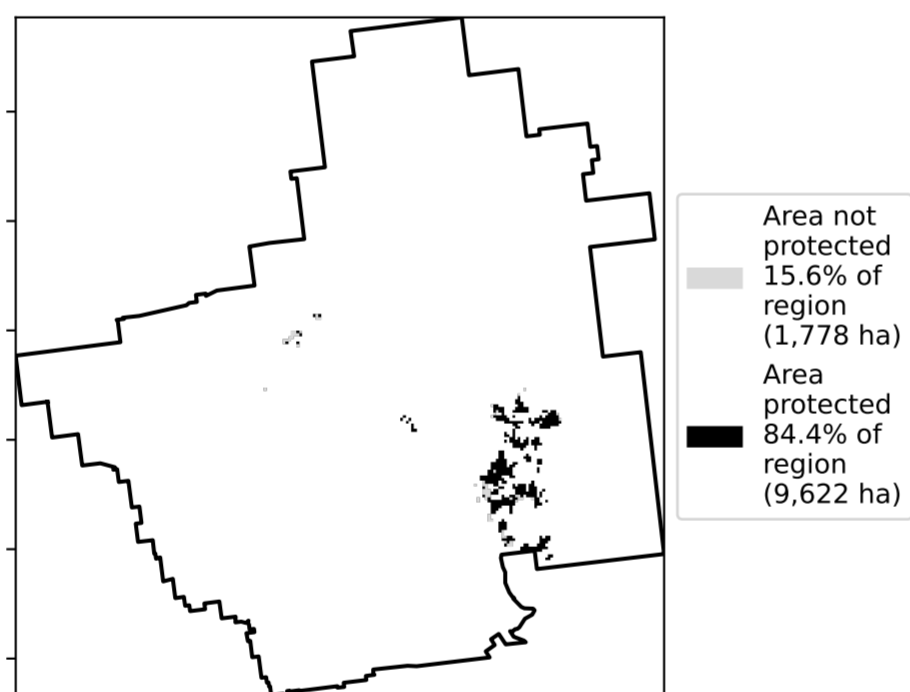 Area not
protected
15.6% of
region
(1,778 ha)
Area
protected
84.4% of
region
(9,622 ha)